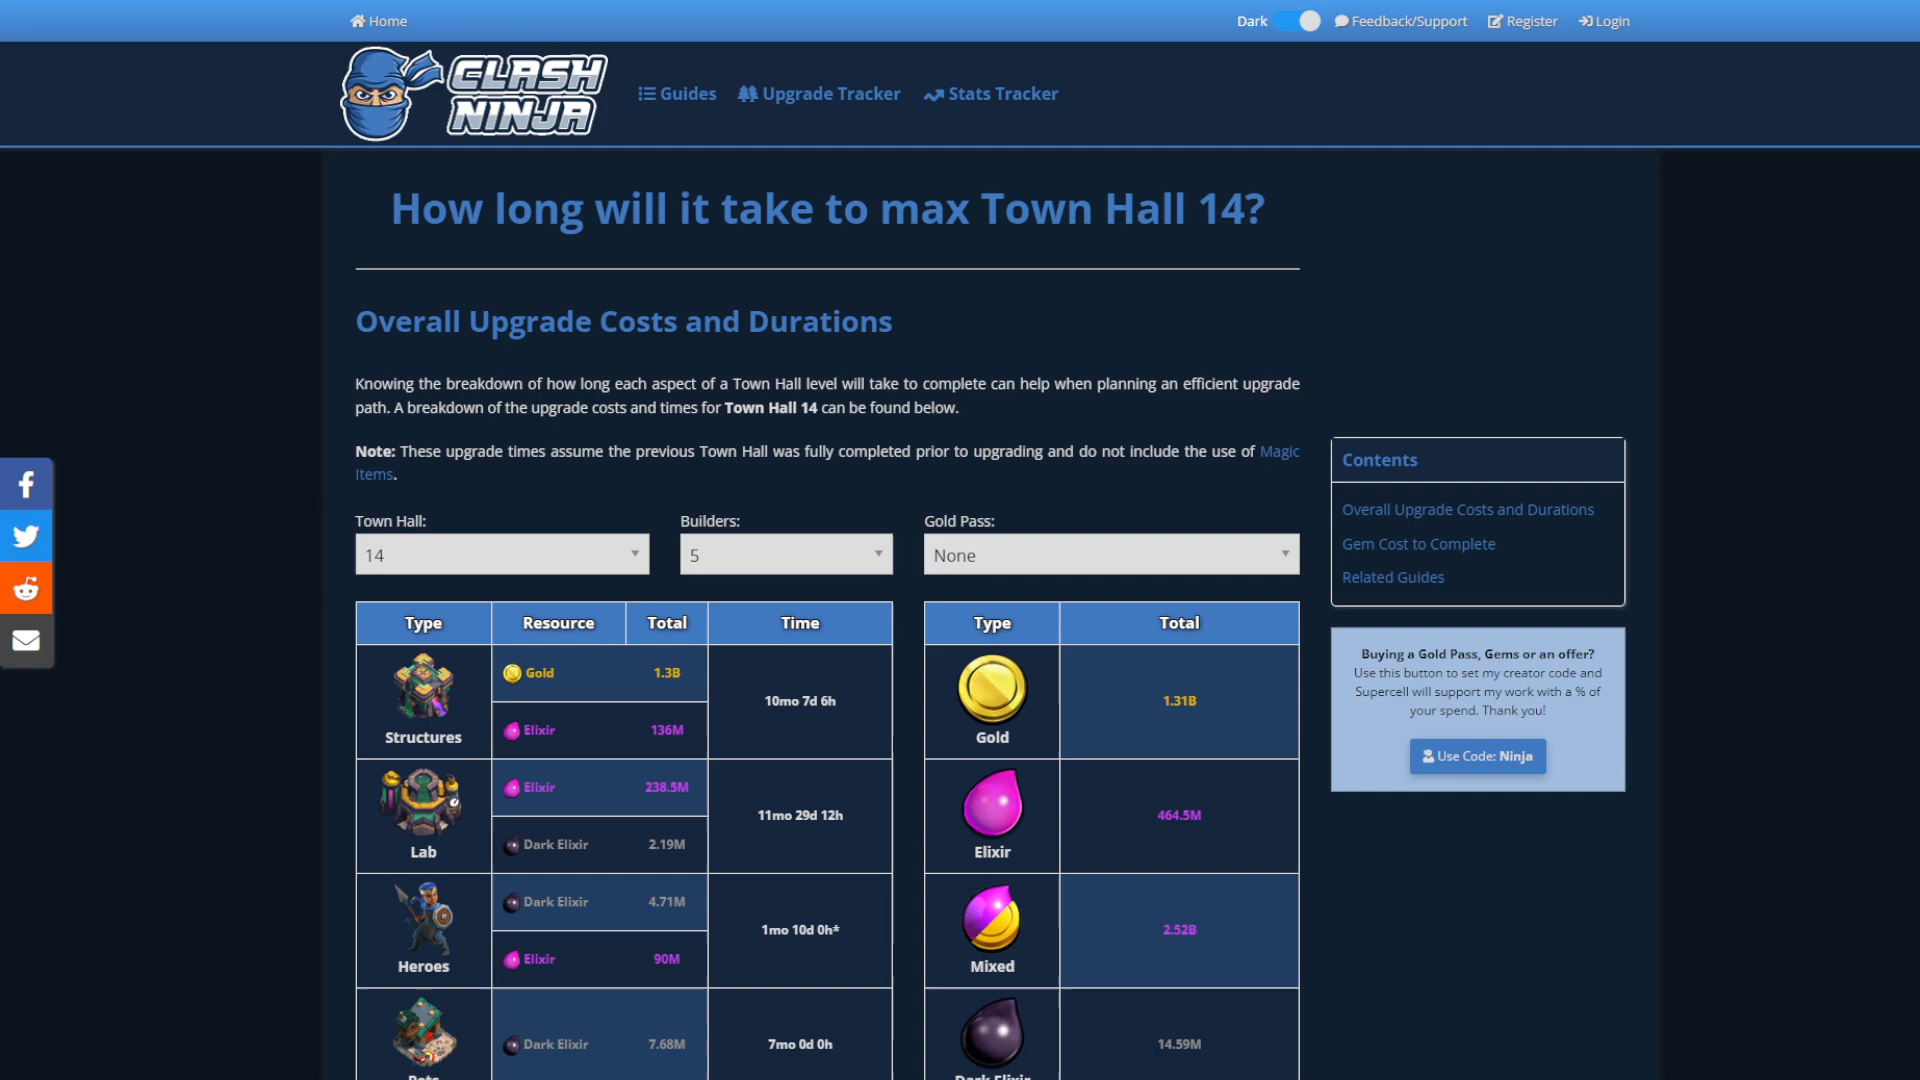 Home
Dark
Feedback/Support
Register
Login
CLASH
NINJA
Guides
Upgrade Tracker
Stats Tracker
How long will it take to max Town Hall 14?
Overall Upgrade Costs and Durations
Knowing the breakdown of how long each aspect of a Town Hall level will take to complete can help when planning an efficient upgrade
path. A breakdown of the upgrade costs and times for Town Hall 14 can be found below.
Note: These upgrade times assume the previous Town Hall was fully completed prior to upgrading and do not include the use of Magic
Items.
Town Hall:
Builders:
Gold Pass:
14
5
None
Type Resource Total Time
Structures
Gold 1.3B
Elixir 136M
10mo 7d 6h
Lab
Elixir 238.5M
Dark Elixir 2.19M
11mo 29d 12h
Heroes
Dark Elixir 4.71M
Elixir 90M
1mo 10d 0h*
Dark Elixir 7.68M
7mo 0d 0h
Pets
Type Total
Gold
1.31B
Elixir
464.5M
Mixed
2.52B
14.59M
Dark Elixir
Contents
Overall Upgrade Costs and Durations
Gem Cost to Complete
Related Guides
Buying a Gold Pass, Gems or an offer?
Use this button to set my creator code and
Supercell will support my work with a % of
your spend. Thank you!
Use Code: Ninja